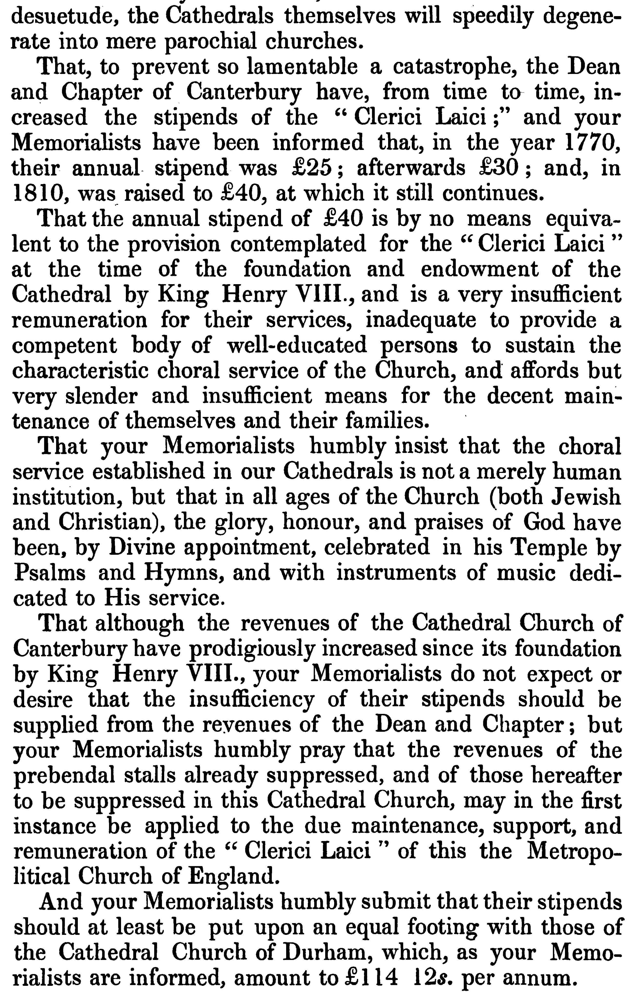 desuetude, the Cathedrals themselves will speedily degene-
rate into mere parochial churches.
That, to prevent so lamentable a catastrophe, the Dean
and Chapter of Canterbury have, from time to time, in-
creased the stipends of the “ Clerici Laici ;” and your
Memorialists have been informed that, in the year 1770,
their annual stipend was £25 ; afterwards £30 ; and, in
1810, was raised to £40, at which it still continues.
That the annual stipend of £40 is by no means equiva-
lent to the provision contemplated for the “ Clerici Laici ”
at the time of the foundation and endowment of the
Cathedral by King Henry VIII., and is a very insufficient
remuneration for their services, inadequate to provide a
competent body of well-educated persons to sustain the
characteristic choral service of the Church, and affords but
very slender and insufficient means for the decent main-
tenance of themselves and their families.
That your Memorialists humbly insist that the choral
service established in our Cathedrals is not a merely human
institution, but that in all ages of the Church (both Jewish
and Christian), the glory, honour, and praises of God have
been, by Divine appointment, celebrated in his Temple by
Psalms and Hymns, and with instruments of music dedi-
cated to His service.
That although the revenues of the Cathedral Church of
Canterbury have prodigiously increased since its foundation
by King Henry VIII., your Memorialists do not expect or
desire that the insufficiency of their stipends should be
supplied from the revenues of the Dean and Chapter ; but
your Memorialists humbly pray that the revenues of the
prebendal stalls already suppressed, and of those hereafter
to be suppressed in this Cathedral Church, may in the first
instance be applied to the due maintenance, support, and
remuneration of the “ Clerici Laici ” of this the Metropo-
litical Church of England.
And your Memorialists humbly submit that their stipends
should at least be put upon an equal footing with those of
the Cathedral Church of Durham, which, as your Memo-
rialists are informed, amount to £114 12s. per annum.